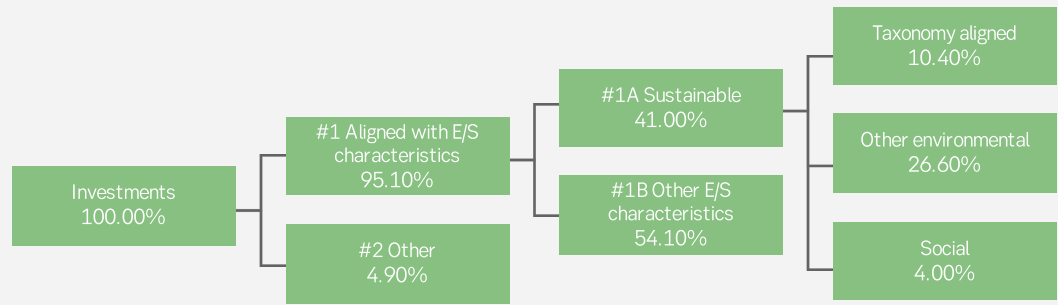 Investments
100.00%
#1 Aligned with E/S
characteristics
95.10%
#2 Other
4.90%
#1A Sustainable
41.00%
#1B Other E/S
characteristics
54.10%
Taxonomy aligned
10.40%
Other environmental
26.60%
Social
4.00%